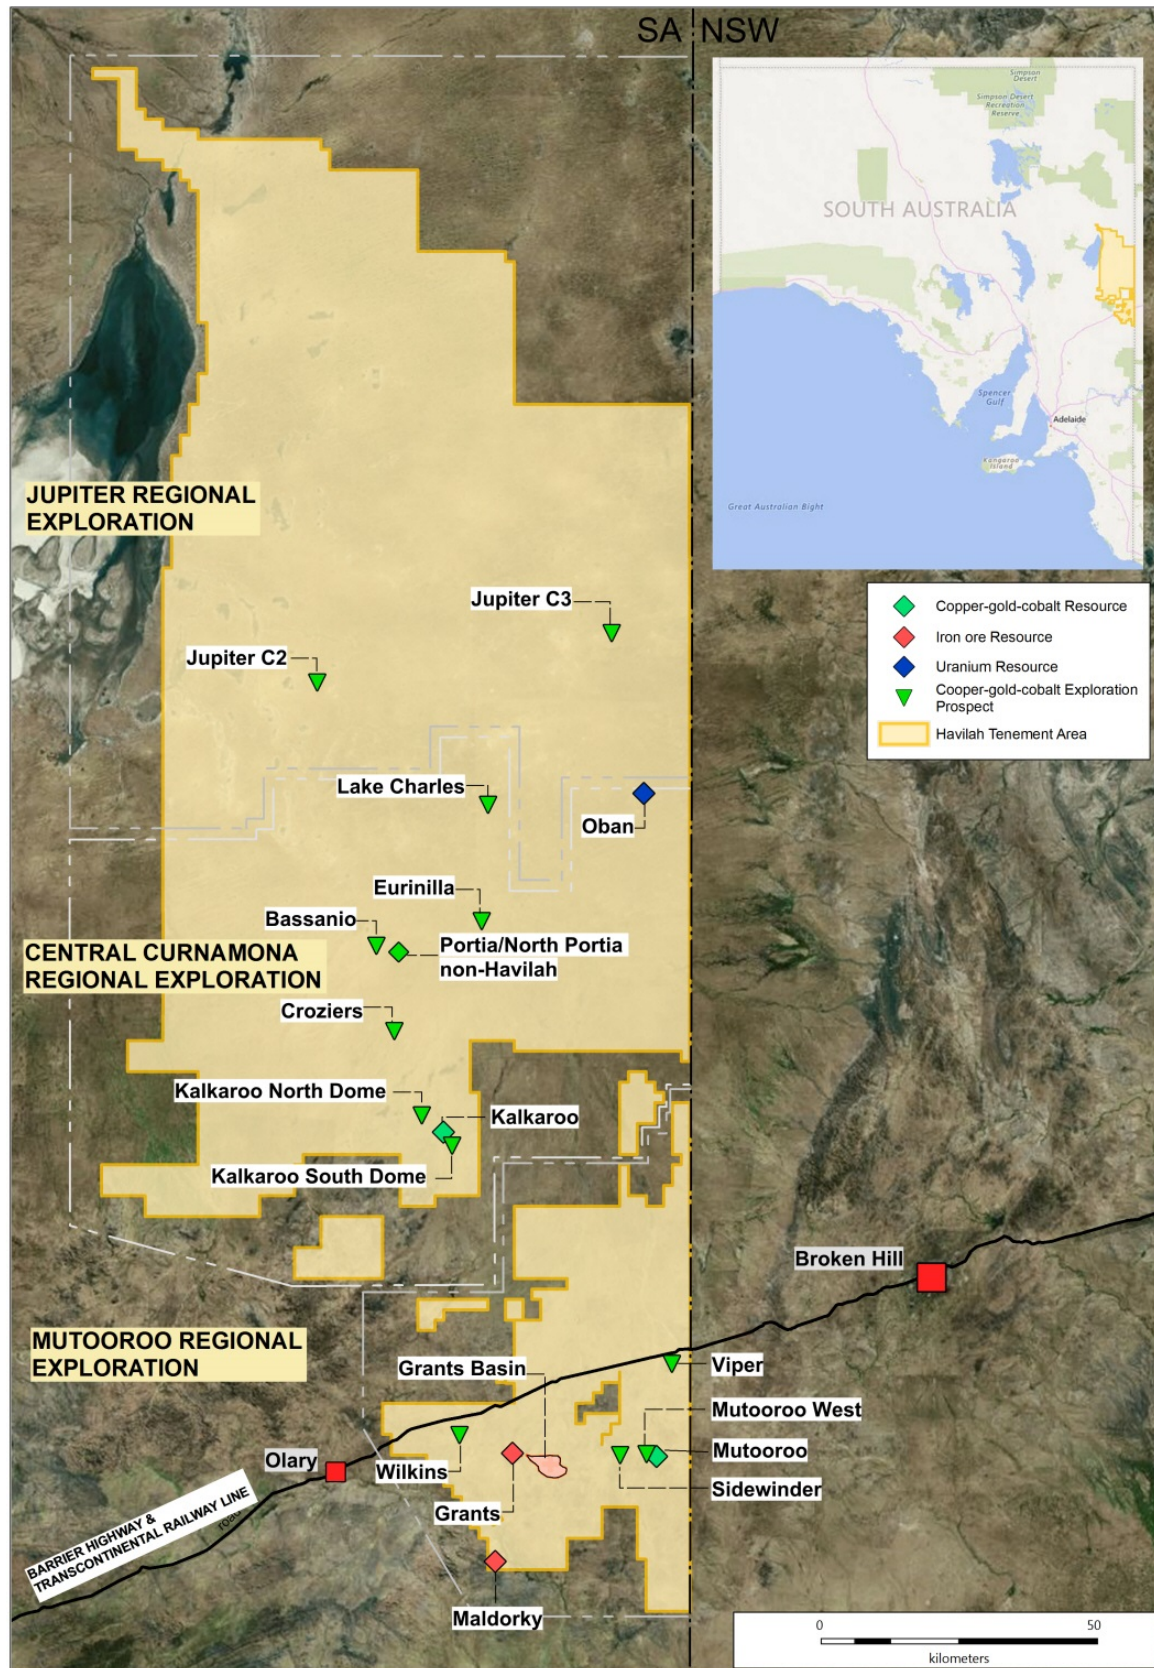 SA NSW
Simpson
Desert
Simpson Desert
Recreation
Reserve
SOUTH AUSTRALIA
Spencer
Gulf
Adelaide
Kangaroo
Island
Great Australian Bight
JUPITER REGIONAL
EXPLORATION
Jupiter C3
Jupiter C2
Copper-gold-cobalt Resource
Iron ore Resource
Uranium Resource
Cooper-gold-cobalt Exploration
Prospect
Havilah Tenement Area
Lake Charles
Oban
Eurinilla
Bassanio
Portia/North Portia
non-Havilah
CENTRAL CURNAMONA
REGIONAL EXPLORATION
Croziers
Kalkaroo North Dome
Kalkaroo
Kalkaroo South Dome
Broken Hill
MUTOOROO REGIONAL
EXPLORATION
Grants Basin
Viper
Mutooroo West
Mutooroo
Sidewinder
Olary
Wilkins
Grants
BARRIER HIGHWAY &
TRANSCONTINENTAL RAILWAY LINE
road
Maldorky
0 50
kilometers